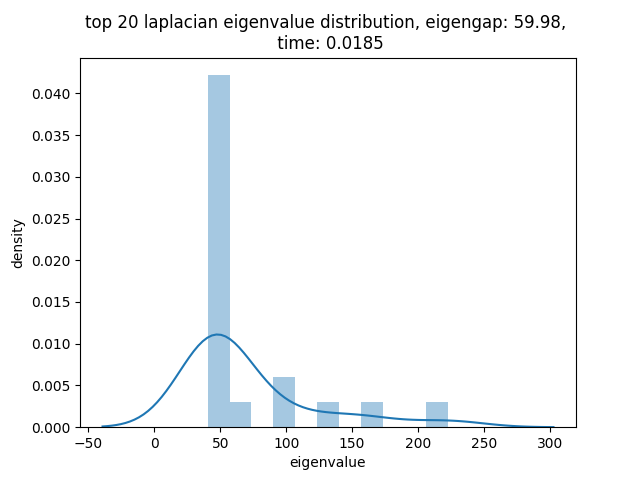 top 20 laplacian eigenvalue distribution, eigengap: 59.98,
time: 0.0185
0.040
0.035
0.030
0.025
0.020
0.015
0.010
0.005
0.000
density
−50 0 50 100 150 200 250 300
eigenvalue